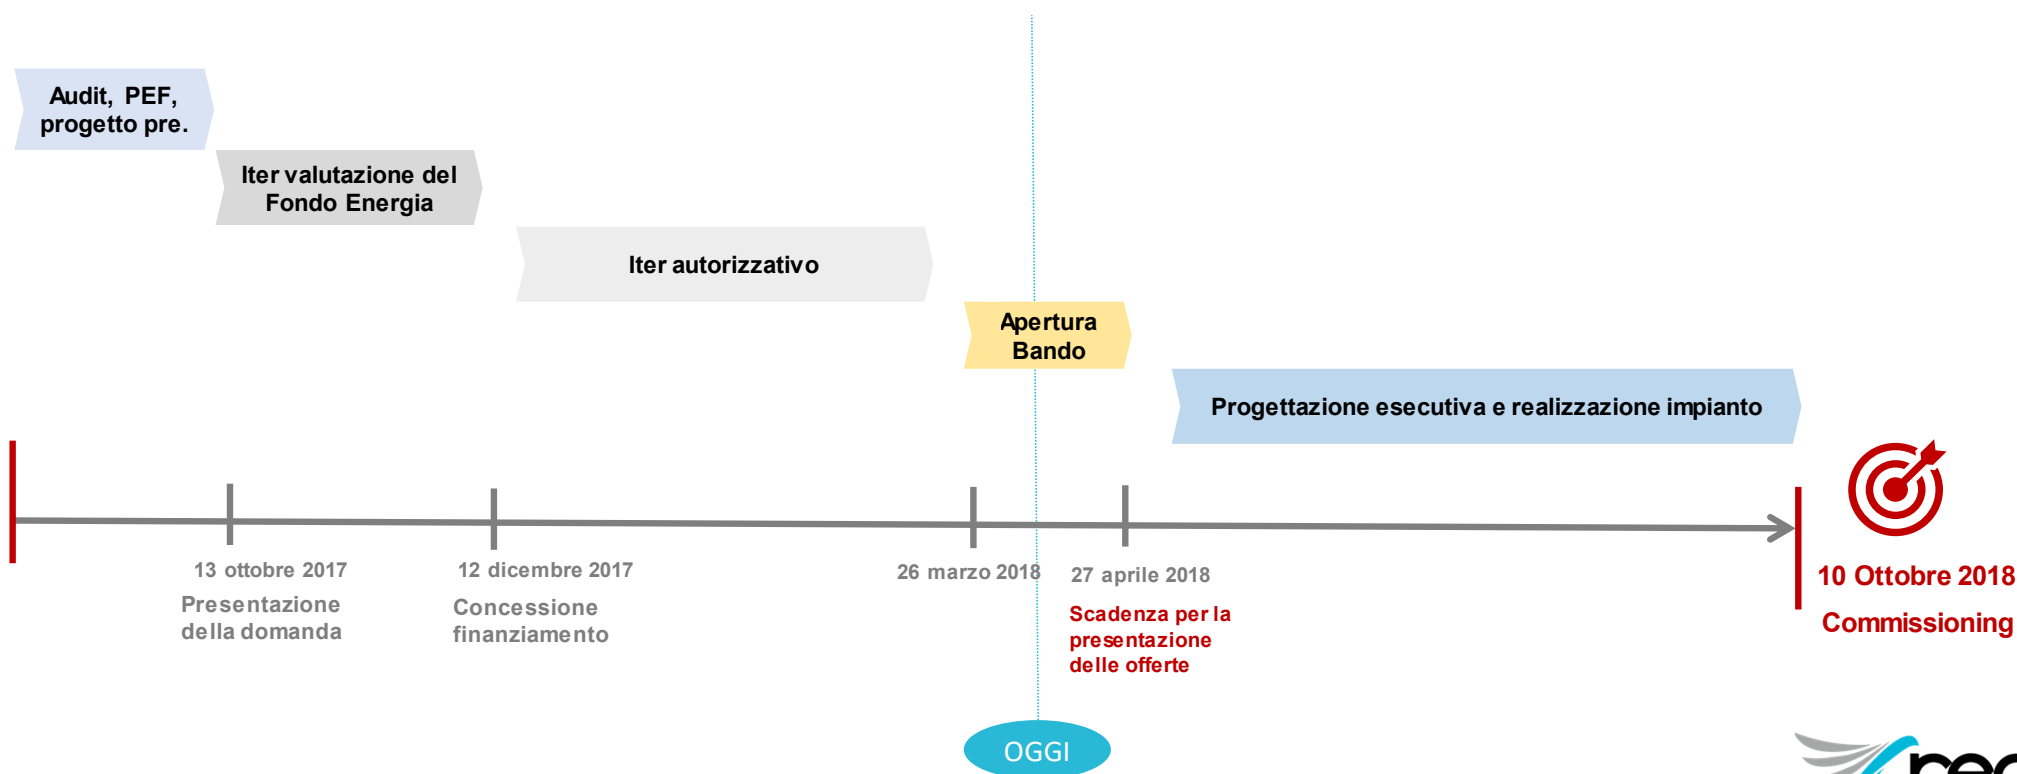 Audit, PEF,
progetto pre.
Iter valutazione del
Fondo Energia
Iter autorizzativo
Apertura
Bando
Progettazione esecutiva e realizzazione impianto
13 ottobre 2017
Presentazione
della domanda
12 dicembre 2017
Concessione
finanziamento
26 marzo 2018
27 aprile 2018
Scadenza per la
presentazione
delle offerte
10 Ottobre 2018
Commissioning
OGGI